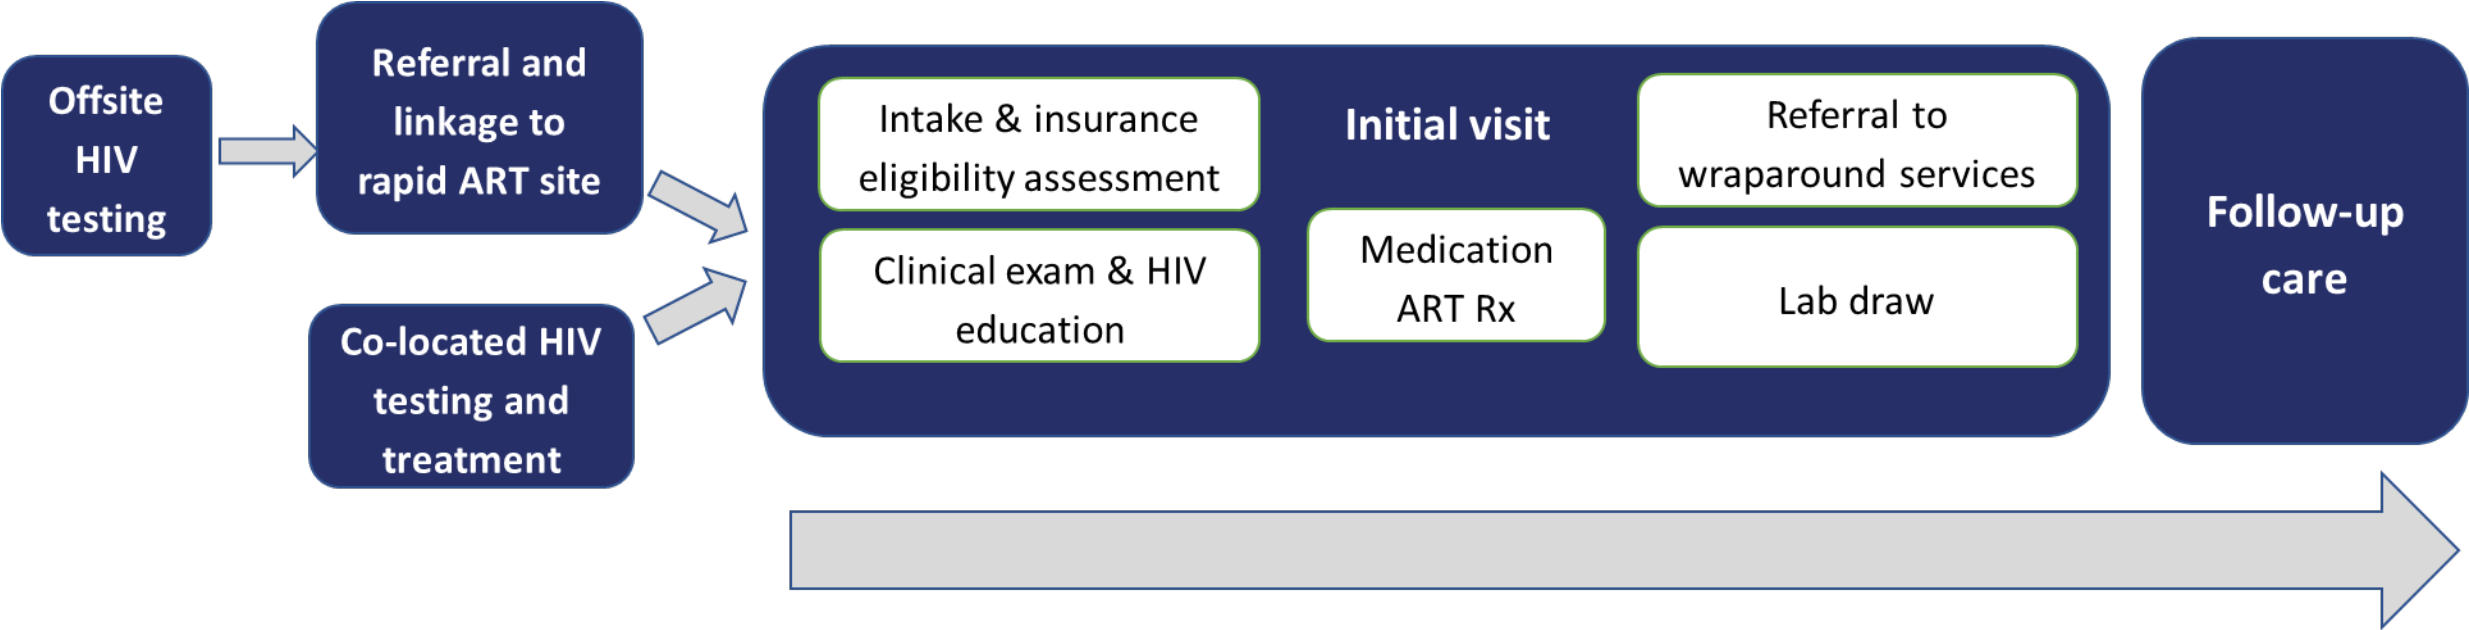 Offsite
HIV
testing
Referral and
linkage to
rapid ART site
Co-located HIV
testing and
treatment
Initial visit
Intake & insurance
eligibility assessment
Clinical exam & HIV
education
Medication
ART Rx
Referral to
wraparound services
Lab draw
Follow-up
care